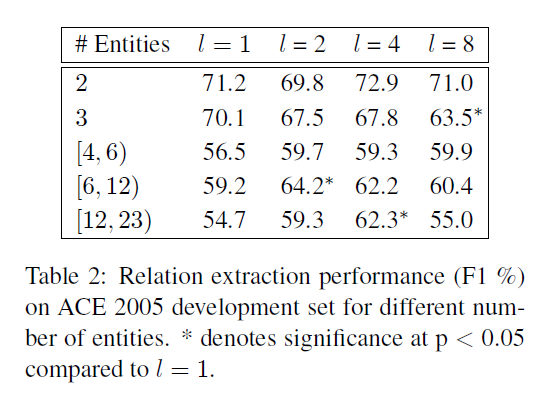 # Entities l = 1 l = 2 l = 4 l = 8
2 71.2 69.8 72.9 71.0
3 70.1 67.5 67.8 63.5*
[4, 6) 56.5 59.7 59.3 59.9
[6, 12) 59.2 64.2* 62.2 60.4
[12, 23) 54.7 59.3 62.3* 55.0
Table 2: Relation extraction performance (F1 %)
on ACE 2005 development set for different num-
ber of entities. * denotes significance at p < 0.05
compared to l = 1.